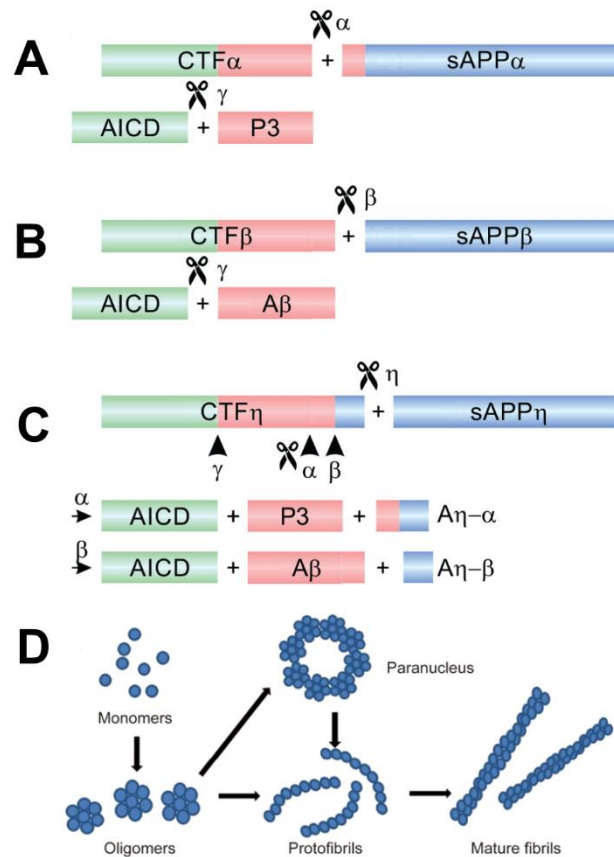 A
α
CTFα + sAPPα
γ
AICD + P3
B
β
CTFβ + sAPPβ
γ
AICD + Aβ
C
η
CTFη + sAPPη
γ α β
α
AICD + P3 + Aη-α
β
AICD + Aβ + Aη-β
D
Paranucleus
Monomers
Oligomers
Protofibrils
Mature fibrils